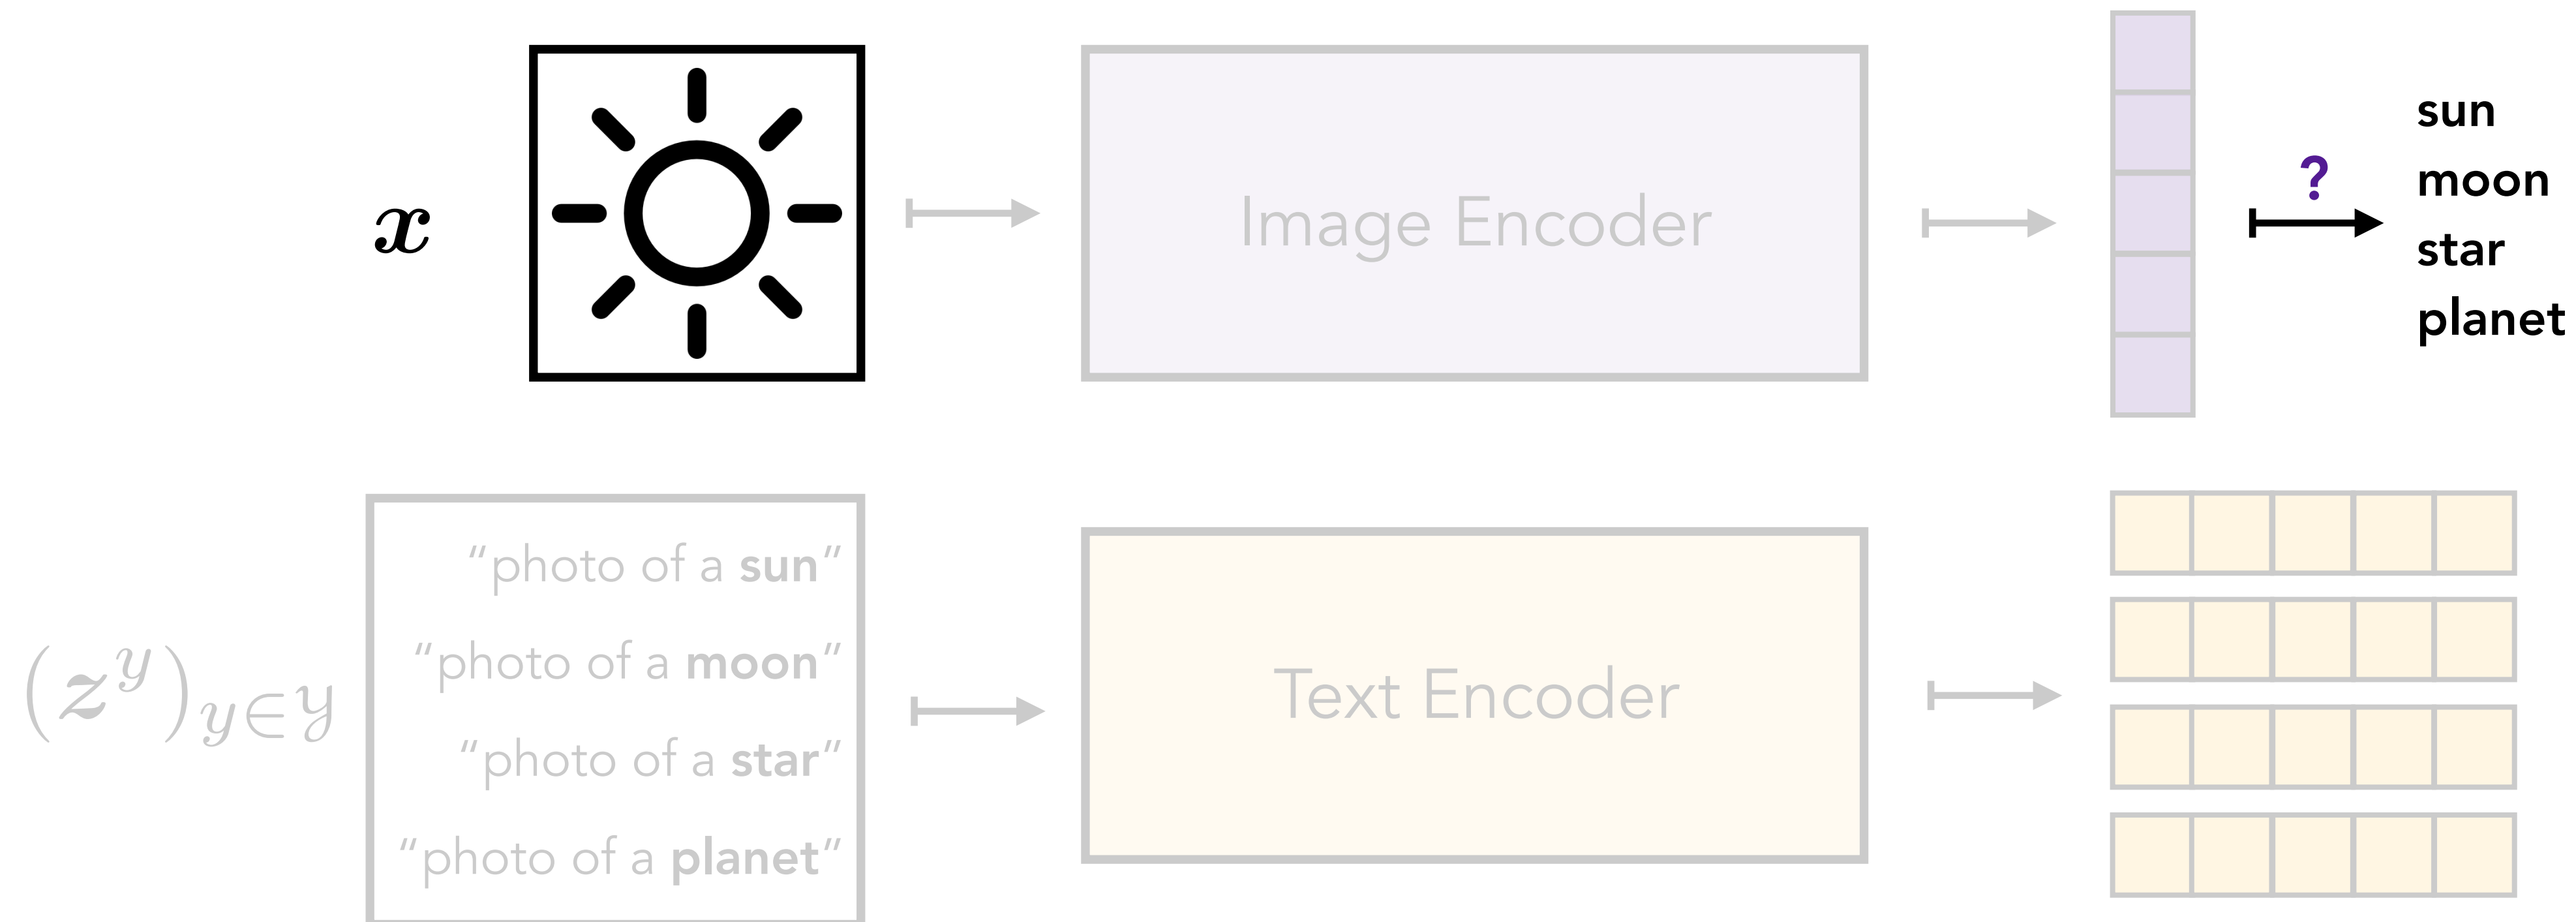 x
Image Encoder
?
sun
moon
star
planet
(z^y)_{y∈𝒴}
“photo of a sun”
“photo of a moon”
“photo of a star”
“photo of a planet”
Text Encoder